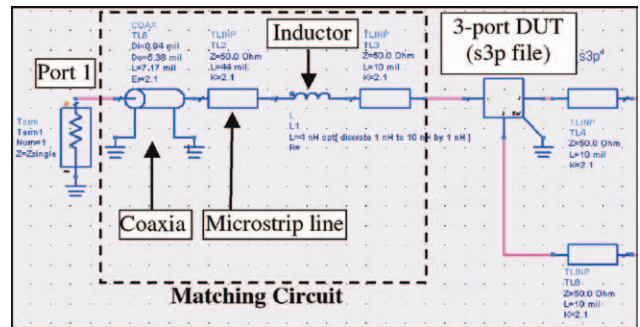 COAX
TL8
Di=0.94 mil
Do=5.38 mil
L=7.17 mil
Er=2.1
TLINP
TL2
Z=50.0 Ohm
L=44 mil
K=2.1
Inductor
TLINP
TL3
Z=50.0 Ohm
L=10 mil
K=2.1
3-port DUT
(s3p file)
s3p
Port 1
Term
Term1
Num=1
Z=Zsingle
L
L1
L=4 nH opt{ discrete 1 nH to 10 nH by 1 nH }
R=
Ref
TLINP
TL4
Z=50.0 Ohm
L=10 mil
K=2.1
Coaxia
Microstrip line
Matching Circuit
TLINP
TL6
Z=50.0 Ohm
L=10 mil
K=2.1